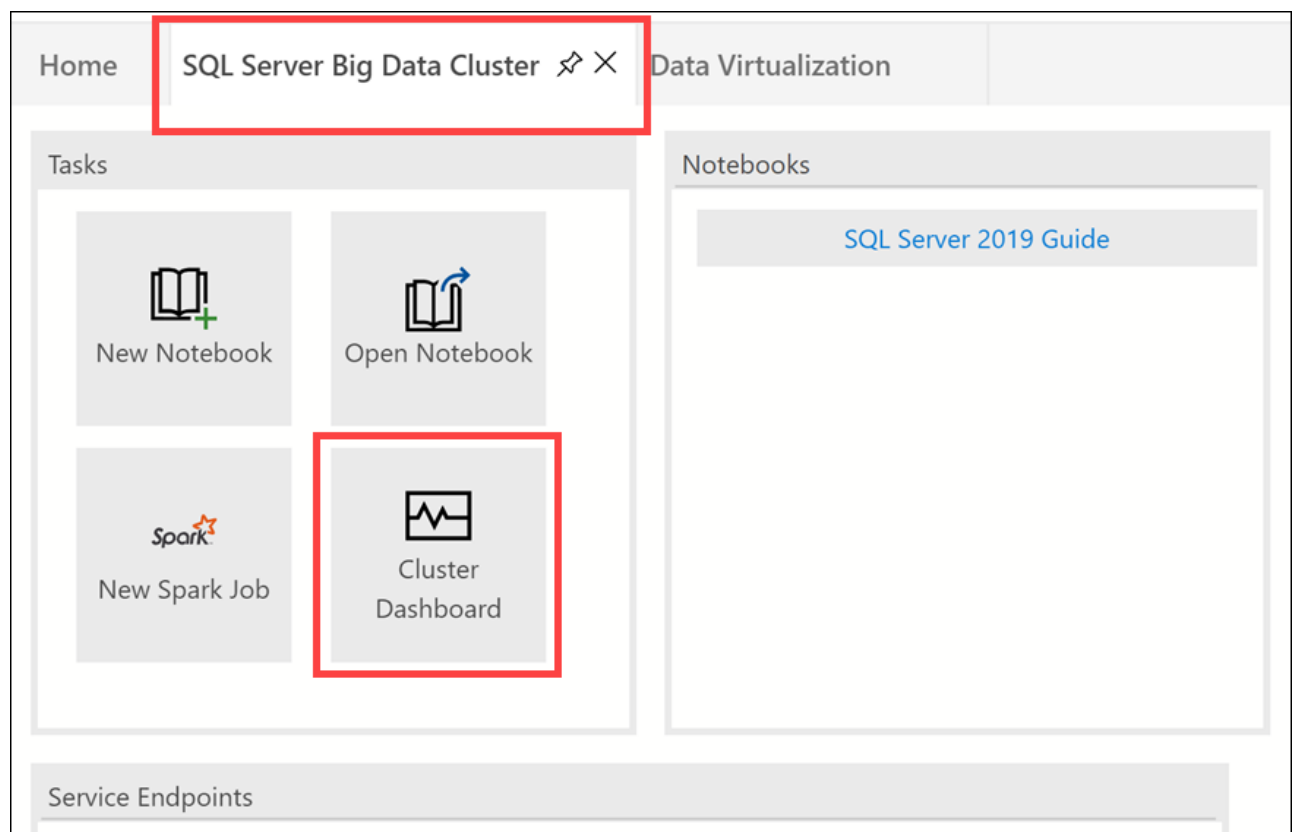 Home
SQL Server Big Data Cluster
Data Virtualization
Tasks
New Notebook
Open Notebook
Spark
New Spark Job
Cluster
Dashboard
Notebooks
SQL Server 2019 Guide
Service Endpoints